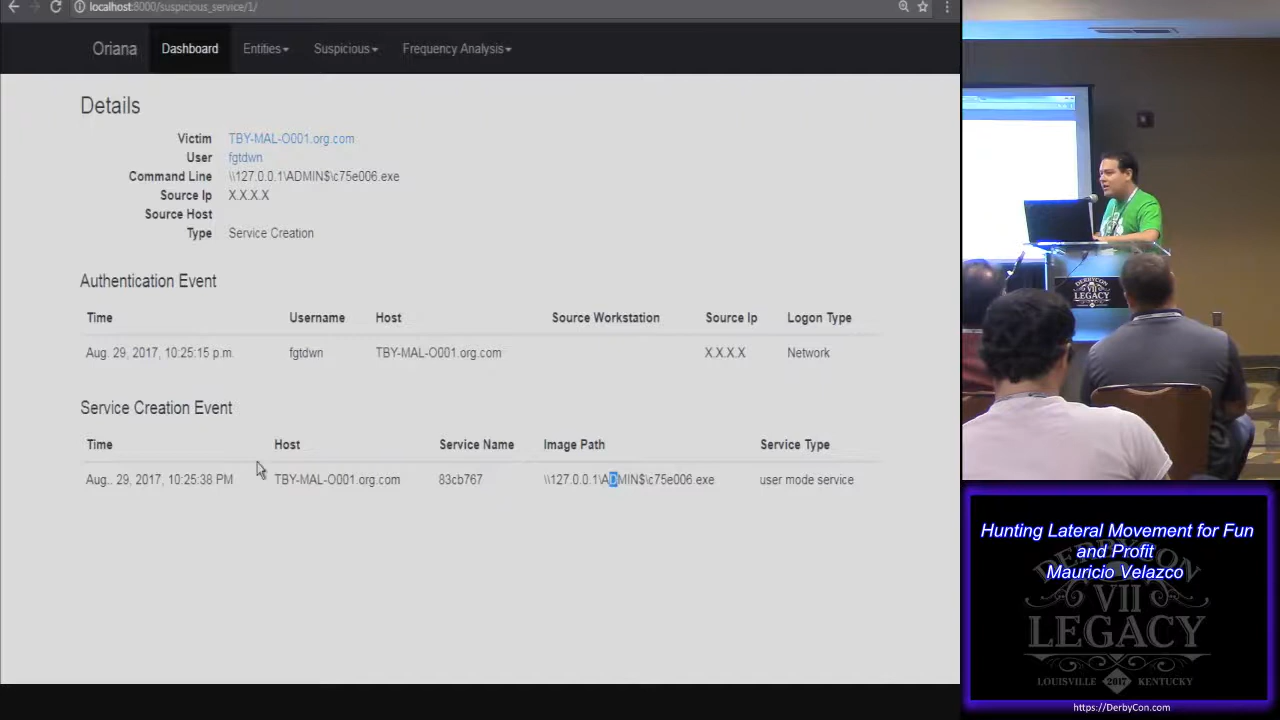 localhost:8000/suspicious_service/1/
Oriana Dashboard Entities Suspicious Frequency Analysis
Details
Victim TBY-MAL-O001.org.com
User fgtdwn
Command Line \\127.0.0.1\ADMIN$\c75e006.exe
Source Ip X.X.X.X
Source Host
Type Service Creation
Authentication Event
Time Username Host Source Workstation Source Ip Logon Type
Aug. 29, 2017, 10:25:15 p.m. fgtdwn TBY-MAL-O001.org.com X.X.X.X Network
Service Creation Event
Time Host Service Name Image Path Service Type
Aug.. 29, 2017, 10:25:38 PM TBY-MAL-O001.org.com 83cb767 \\127.0.0.1\ADMIN$\c75e006.exe user mode service
DERBYCON
VII
LEGACY
Hunting Lateral Movement for Fun
and Profit
Mauricio Velazco
DERBYCON
VII
LEGACY
LOUISVILLE 2017 KENTUCKY
https://DerbyCon.com